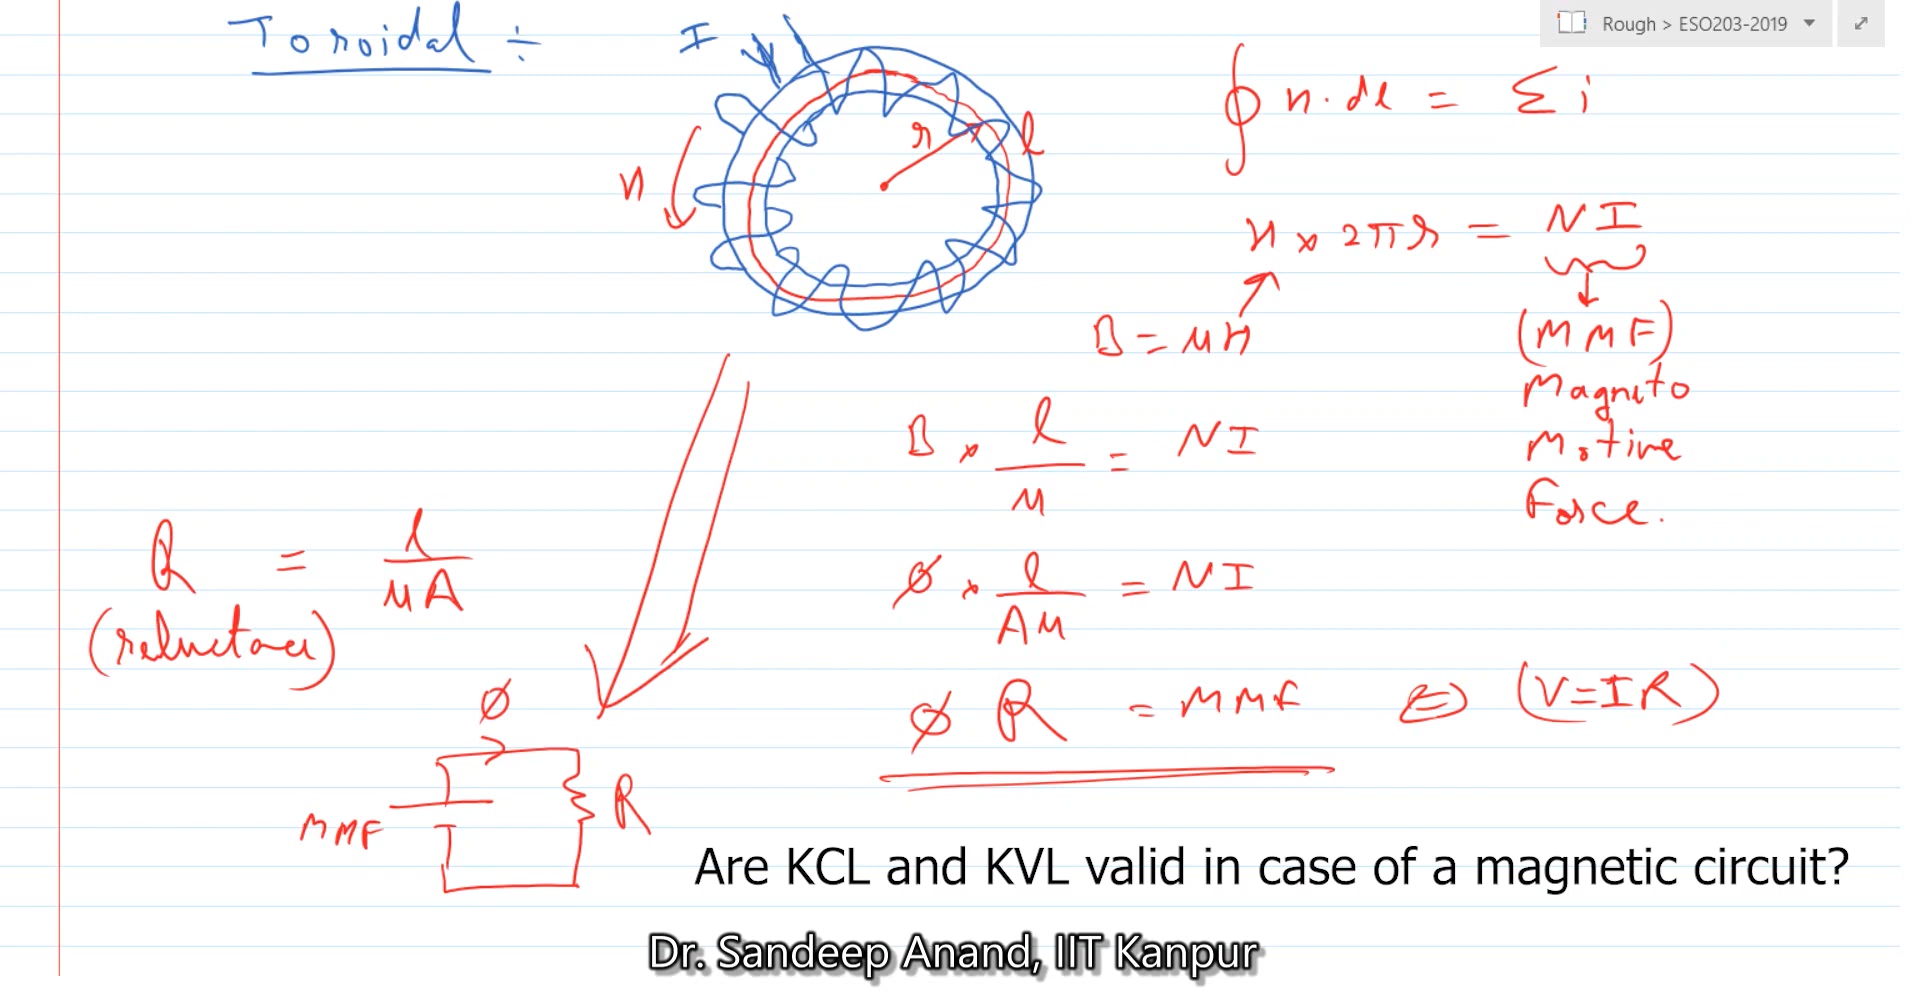 Rough > ESO203-2019
Toroidal ÷
I
r
l
H
∮ H.dl = Σ i
H x 2πr = NI
(MMF)
Magneto
Motive
Force.
B = μH
B x l/μ = NI
ø x l/Aμ = NI
ø R = MMF ⇔ (V=IR)
R = l/μA
(reluctance)
ø
MMF
R
Are KCL and KVL valid in case of a magnetic circuit?
Dr. Sandeep Anand, IIT Kanpur